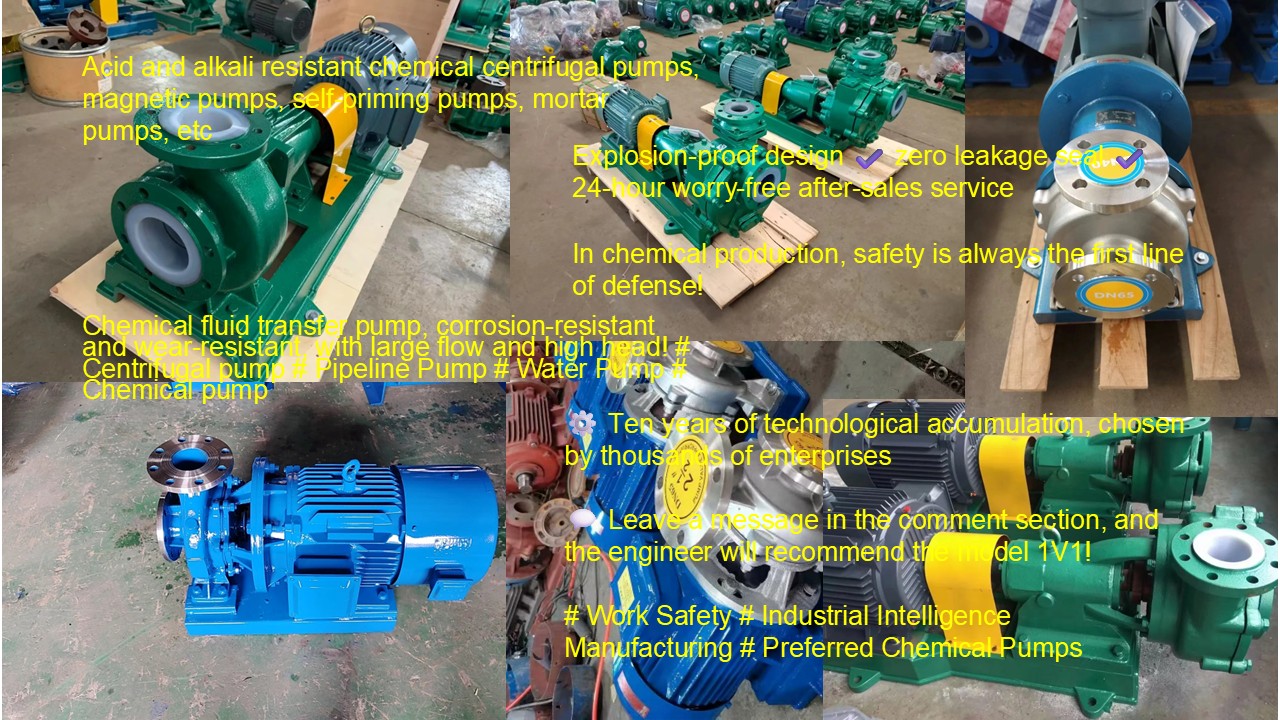 Acid and alkali resistant chemical centrifugal pumps,
magnetic pumps, self-priming pumps, mortar
pumps, etc
Explosion-proof design ✔ zero leakage seal ✔
24-hour worry-free after-sales service
In chemical production, safety is always the first line
of defense!
DN65
Chemical fluid transfer pump, corrosion-resistant
and wear-resistant, with large flow and high head! #
Centrifugal pump # Pipeline Pump # Water Pump #
Chemical pump
⚙ Ten years of technological accumulation, chosen
by thousands of enterprises
💬 Leave a message in the comment section, and
the engineer will recommend the model 1V1!
# Work Safety # Industrial Intelligence
Manufacturing # Preferred Chemical Pumps